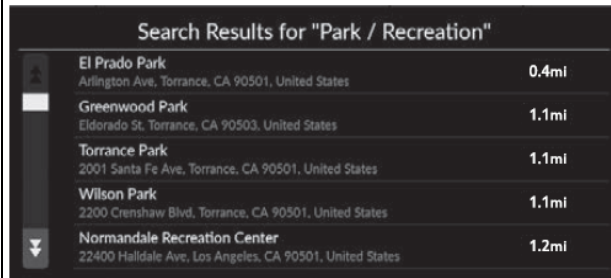 Search Results for "Park / Recreation"
El Prado Park
0.4mi
Arlington Ave, Torrance, CA 90501, United States
Greenwood Park
1.1mi
Eldorado St, Torrance, CA 90503, United States
Torrance Park
1.1mi
2001 Santa Fe Ave, Torrance, CA 90501, United States
Wilson Park
1.1mi
2200 Crenshaw Blvd, Torrance, CA 90501, United States
Normandale Recreation Center
1.2mi
22400 Halldale Ave, Los Angeles, CA 90501, United States